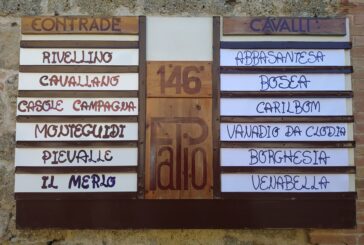 CONTRADE
RIVELLINO
CAVALLANO
CASOLE CAMPAGNA
MONTEGUIDI
PIEVALLE
IL MERLO
146°
PALIO
CAVALLI
ABBASANTESA
BOSEA
CARILBOM
VANADIO DA CLODIA
BORGHESIA
VENABELLA